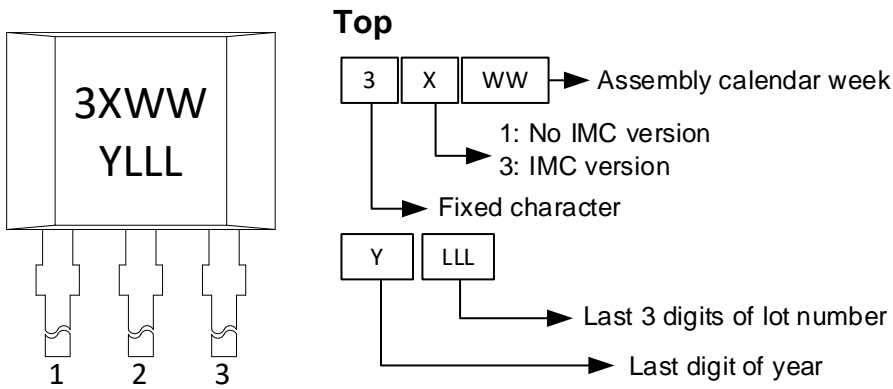 3XWW
YLLL
1 2 3
Top
3 X WW Assembly calendar week
1: No IMC version
3: IMC version
Fixed character
Y LLL
Last 3 digits of lot number
Last digit of year